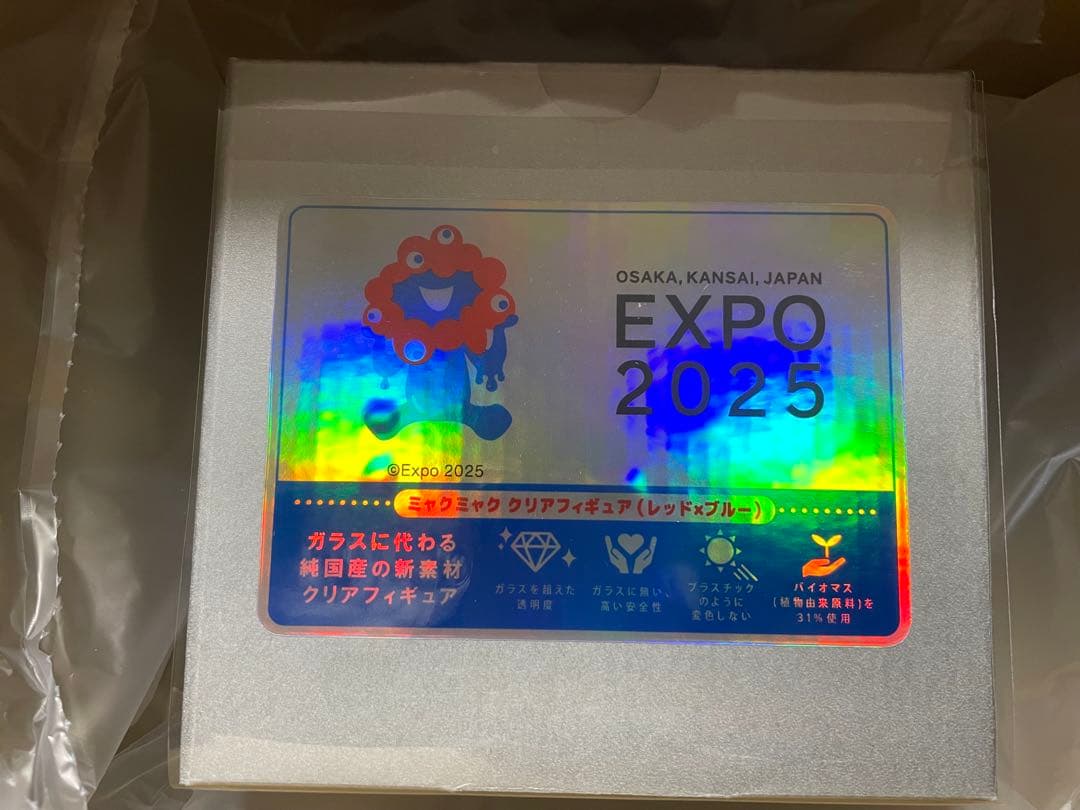 OSAKA, KANSAI, JAPAN
EXPO
2025
©Expo 2025
ミャクミャク クリアフィギュア(レッド×ブルー)
ガラスに代わる
純国産の新素材
クリアフィギュア
ガラスを超えた
透明度
ガラスに無い、
高い安全性
プラスチック
のように
変色しない
バイオマス
(植物由来原料)を
31%使用